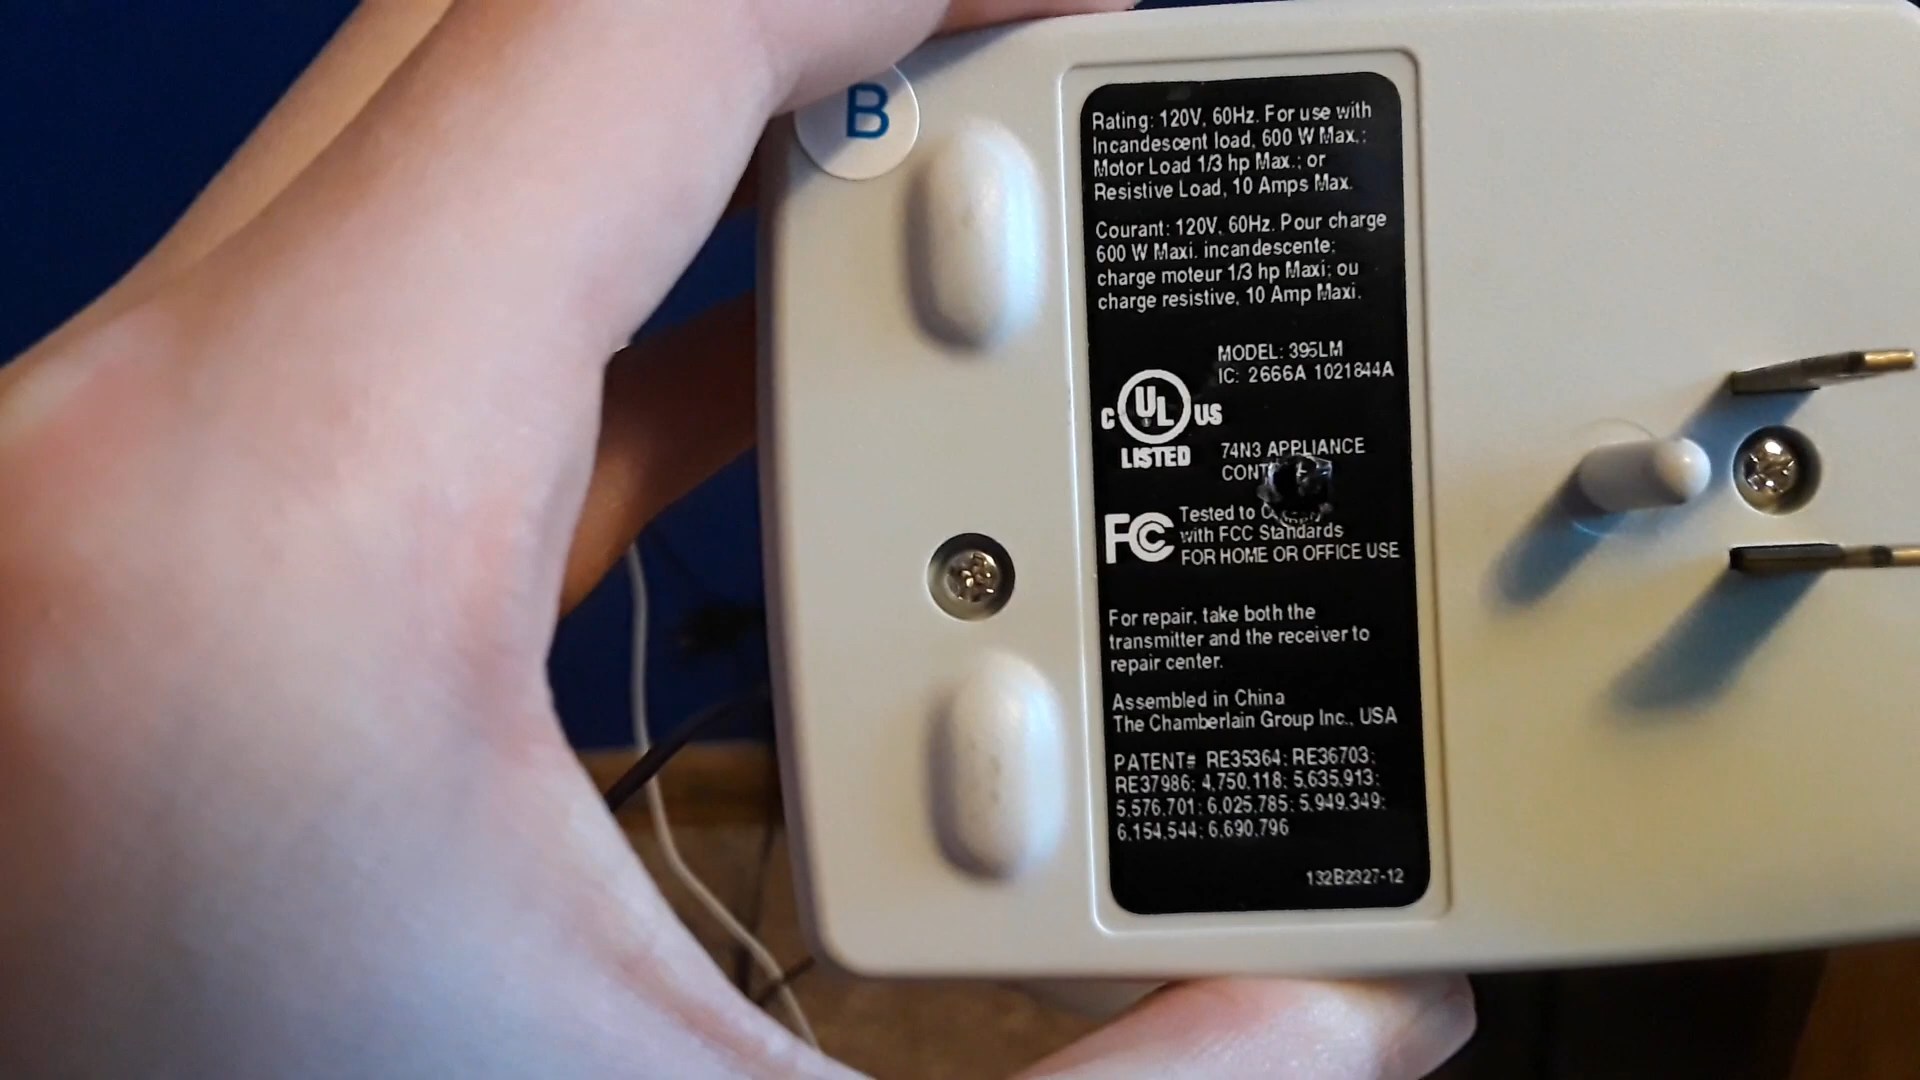 B
Rating: 120V, 60Hz. For use with
Incandescent load, 600 W Max.;
Motor Load 1/3 hp Max.; or
Resistive Load, 10 Amps Max.
Courant: 120V, 60Hz. Pour charge
600 W Maxi. incandescente;
charge moteur 1/3 hp Maxi; ou
charge resistive, 10 Amp Maxi.
MODEL: 395LM
IC: 2666A 1021844A
C UL US
LISTED
74N3 APPLIANCE
FC
Tested to
with FCC Standards
FOR HOME OR OFFICE USE
For repair, take both the
transmitter and the receiver to
repair center.
Assembled in China
The Chamberlain Group Inc., USA
PATENT# RE35364; RE36703;
RE37986; 4,750,118; 5,635,913;
5,576,701; 6,025,785; 5,949,349;
6,154,544; 6,690,796
132B2327-12